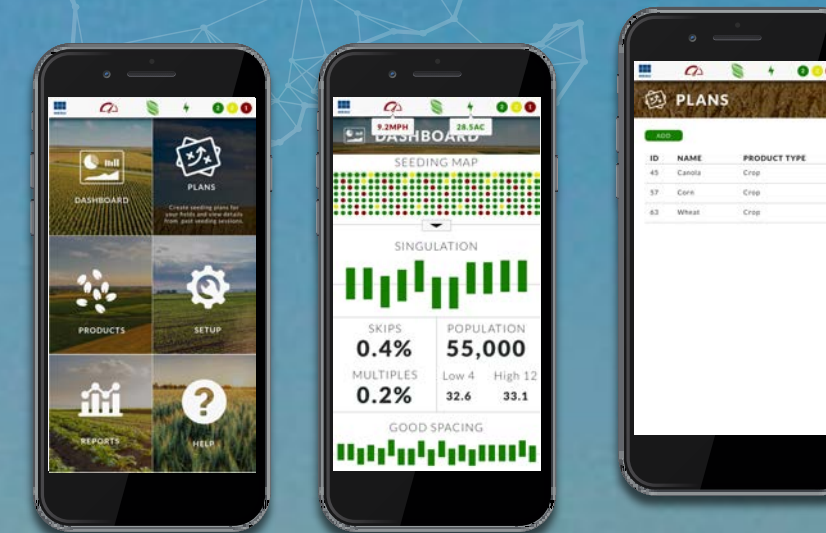 2 4 1
DASHBOARD
PLANS
Create seeding plans for
your fields and view details
from past seeding sessions.
PRODUCTS
SETUP
REPORTS
HELP
9.2MPH
28.5AC
DASHBOARD
SEEDING MAP
SINGULATION
SKIPS
0.4%
POPULATION
55,000
MULTIPLES
0.2%
Low 4 High 12
32.6 33.1
GOOD SPACING
PLANS
ADD
ID NAME PRODUCT TYPE
45 Canola Crop
57 Corn Crop
63 Wheat Crop